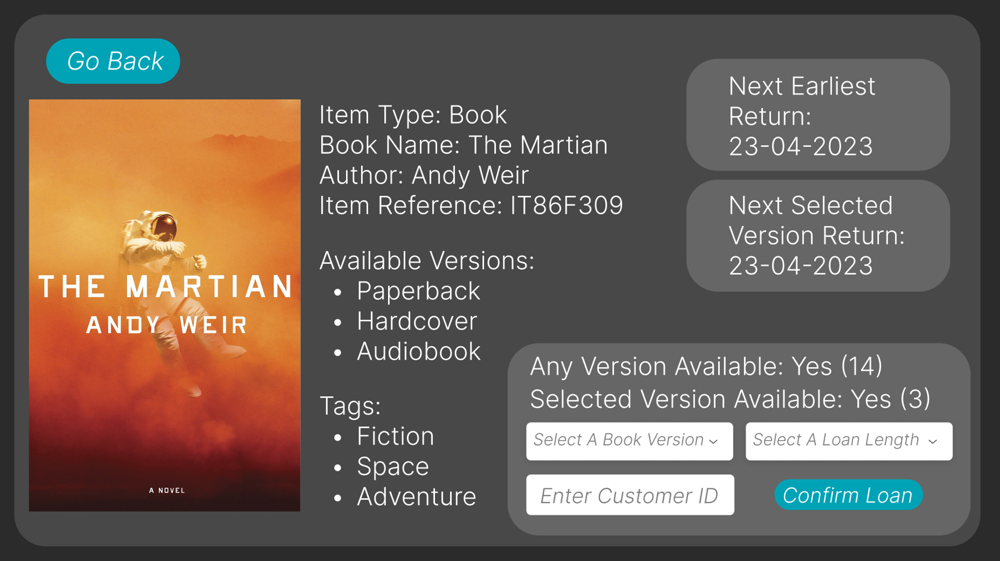 Go Back
THE MARTIAN
ANDY WEIR
A NOVEL
Item Type: Book
Book Name: The Martian
Author: Andy Weir
Item Reference: IT86F309
Available Versions:
• Paperback
• Hardcover
• Audiobook
Tags:
• Fiction
• Space
• Adventure
Next Earliest
Return:
23-04-2023
Next Selected
Version Return:
23-04-2023
Any Version Available: Yes (14)
Selected Version Available: Yes (3)
Select A Book Version
Select A Loan Length
Enter Customer ID
Confirm Loan